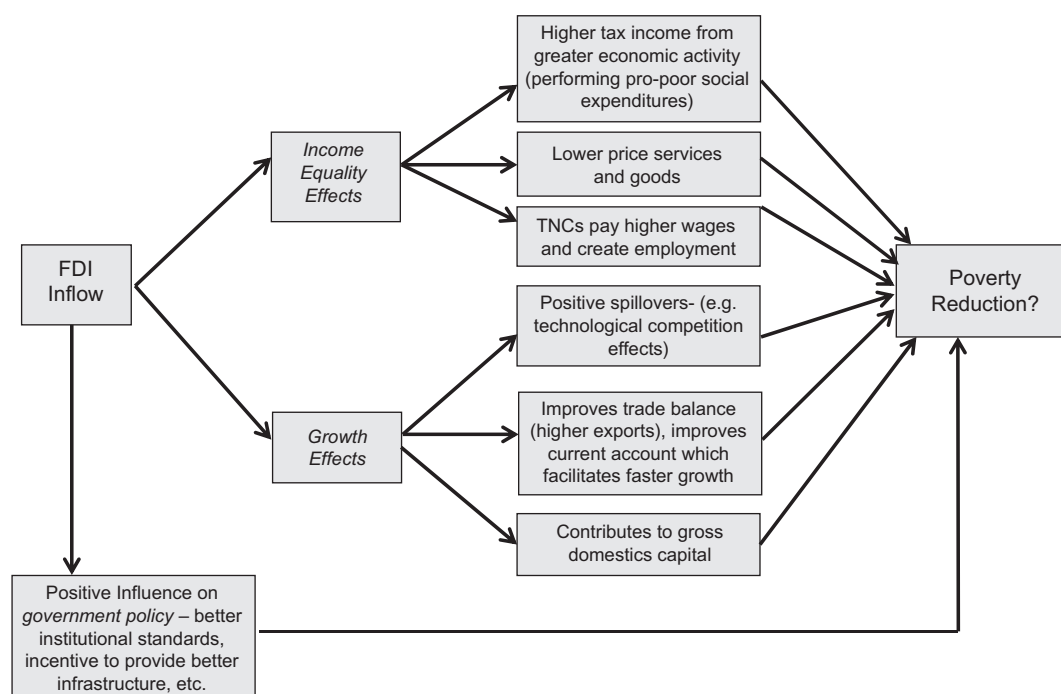 Higher tax income from
greater economic activity
(performing pro-poor social
expenditures)
Income
Equality
Effects
Lower price services
and goods
TNCs pay higher wages
and create employment
FDI
Inflow
Poverty
Reduction?
Positive spillovers- (e.g.
technological competition
effects)
Growth
Effects
Improves trade balance
(higher exports), improves
current account which
facilitates faster growth
Contributes to gross
domestics capital
Positive Influence on
government policy – better
institutional standards,
incentive to provide better
infrastructure, etc.